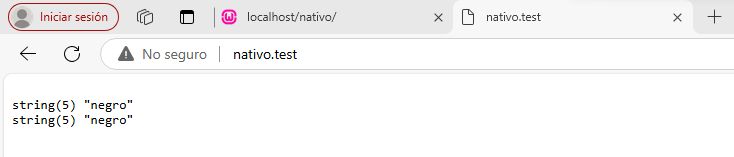 Iniciar sesión
localhost/nativo/
nativo.test
No seguro
nativo.test
string(5) "negro"
string(5) "negro"